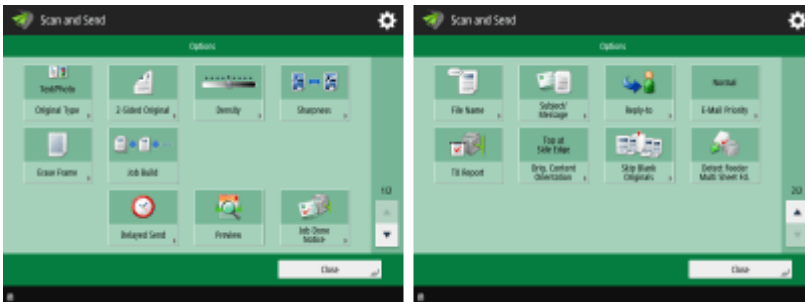 Scan and Send
Options
Text/Photo
Original Type
2-Sided Original
Density
Sharpness
Erase Frame
Job Build
Delayed Send
Preview
Job Done
Notice
1/2
Close
Scan and Send
Options
File Name
Subject/
Message
Reply-to
Normal
E-Mail Priority
TX Report
Top at
Side Edge
Orig. Content
Orientation
Skip Blank
Originals
Detect Feeder
Multi Sheet Fd.
2/2
Close